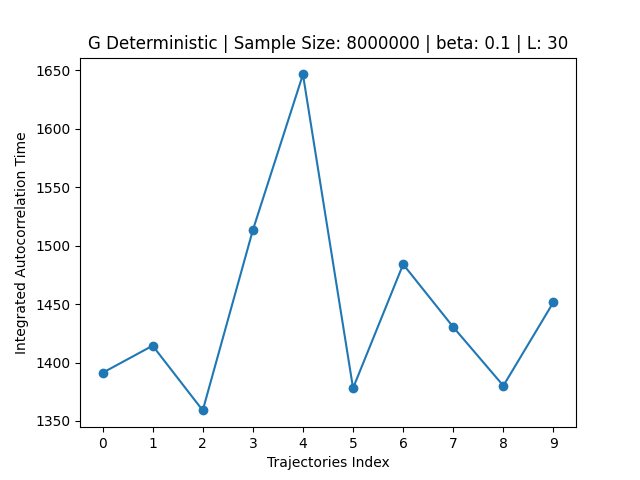 G Deterministic | Sample Size: 8000000 | beta: 0.1 | L: 30
Integrated Autocorrelation Time
1650
1600
1550
1500
1450
1400
1350
0 1 2 3 4 5 6 7 8 9
Trajectories Index